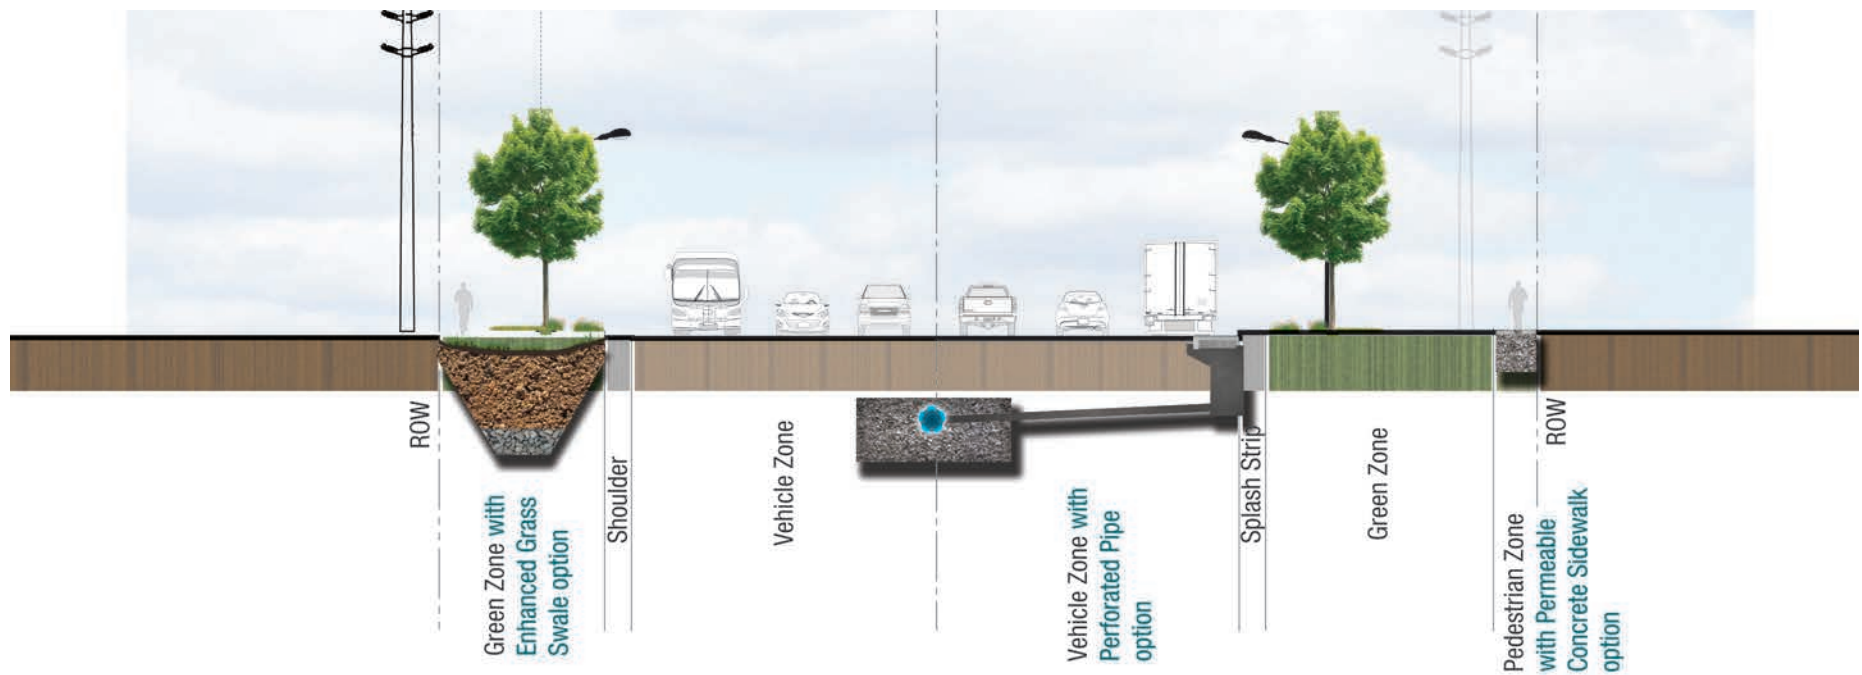 ROW
Green Zone with
Enhanced Grass
Swale option
Shoulder
Vehicle Zone
Vehicle Zone with
Perforated Pipe
option
Splash Strip
Green Zone
Pedestrian Zone
with Permeable
Concrete Sidewalk
option
ROW